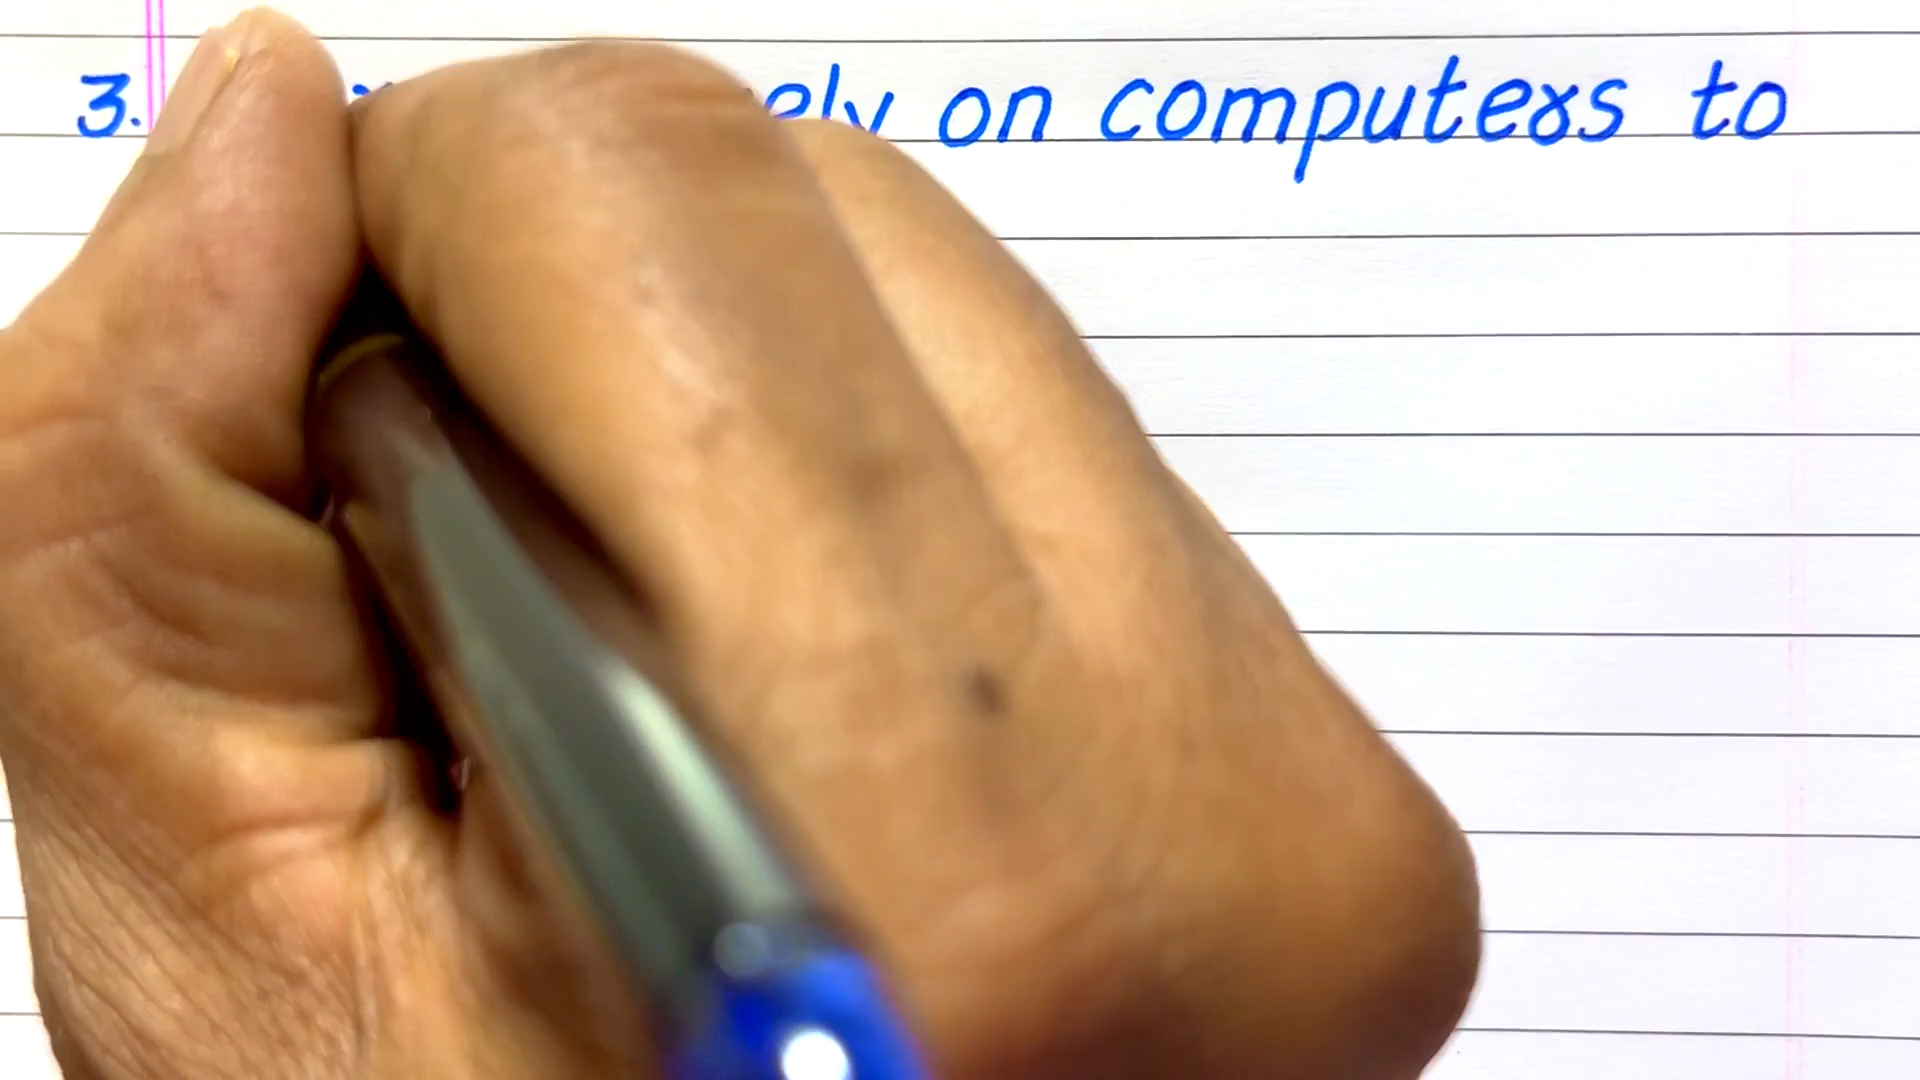 3. ely on computers to